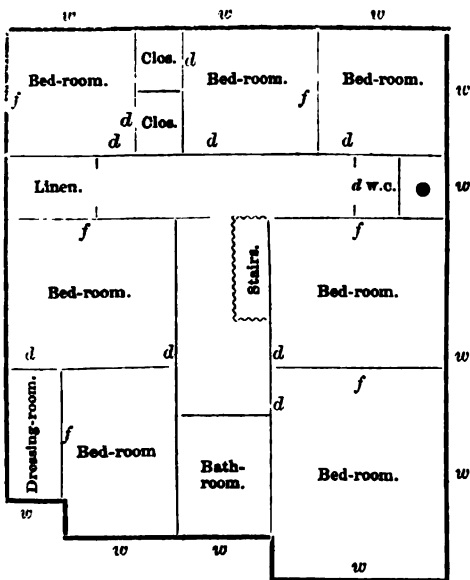 w w w
Clos. d
Bed-room. Bed-room. Bed-room.
f f w
d Clos.
d d d
Linen. d w.c. w
f f
Stairs.
Bed-room. Bed-room.
d d d w
f
d
Dressing-room. f Bed-room Bath-room. Bed-room. w
w
w w
w